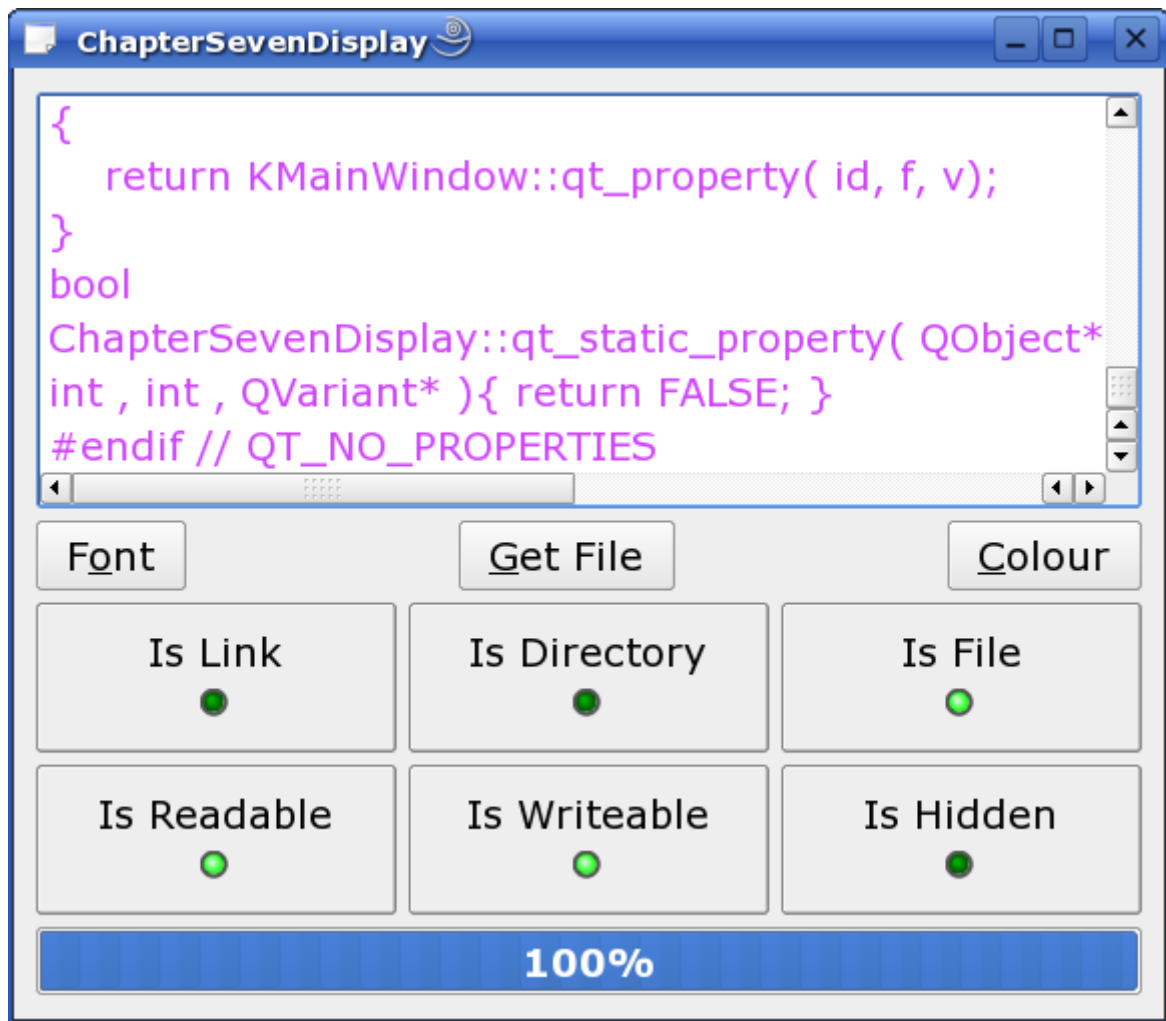 ChapterSevenDisplay
{
return KMainWindow::qt_property( id, f, v);
}
bool
ChapterSevenDisplay::qt_static_property( QObject*
int , int , QVariant* ){ return FALSE; }
#endif // QT_NO_PROPERTIES
Font Get File Colour
Is Link Is Directory Is File
Is Readable Is Writeable Is Hidden
100%